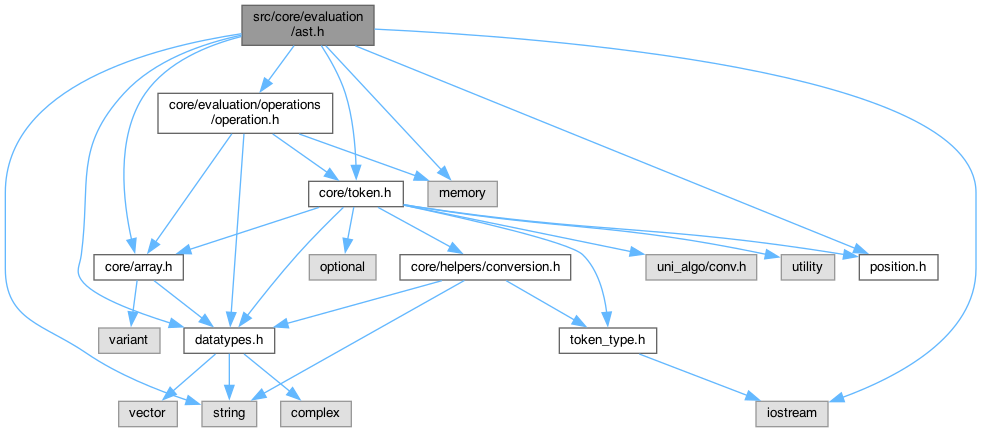 src/core/evaluation
/ast.h
core/evaluation/operations
/operation.h
core/token.h
memory
core/array.h
optional
core/helpers/conversion.h
uni_algo/conv.h
utility
position.h
variant
datatypes.h
token_type.h
vector
string
complex
iostream